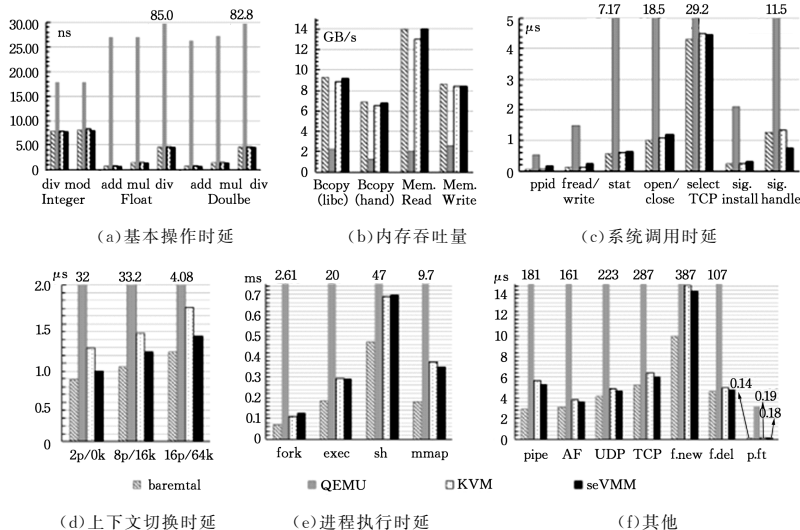 85.0 82.8
30.00 ns
25.00
20.00
15.00
10.00
5.00
0
div mod add mul div add mul div
Integer Float Doulbe
(a)基本操作时延
GB/s
14
12
10
8
6
4
2
0
Bcopy Bcopy Mem. Mem.
(libc) (hand) Read Write
(b)内存吞吐量
7.17 18.5 29.2 11.5
5 μs
4
3
2
1
0
ppid fread/ stat open/ select sig. sig.
write close TCP install handle
(c)系统调用时延
μs 32 33.2 4.08
2.0
1.5
1.0
0.5
0
2p/0k 8p/16k 16p/64k
(d)上下文切换时延
ms 2.61 20 47 9.7
0.7
0.6
0.5
0.4
0.3
0.2
0.1
0
fork exec sh mmap
(e)进程执行时延
μs 181 161 223 287 387 107
14
12
10
8
6
4
2
0
0.14
0.19
0.18
pipe AF UDP TCP f.new f.del p.ft
(f)其他
baremtal QEMU KVM seVMM